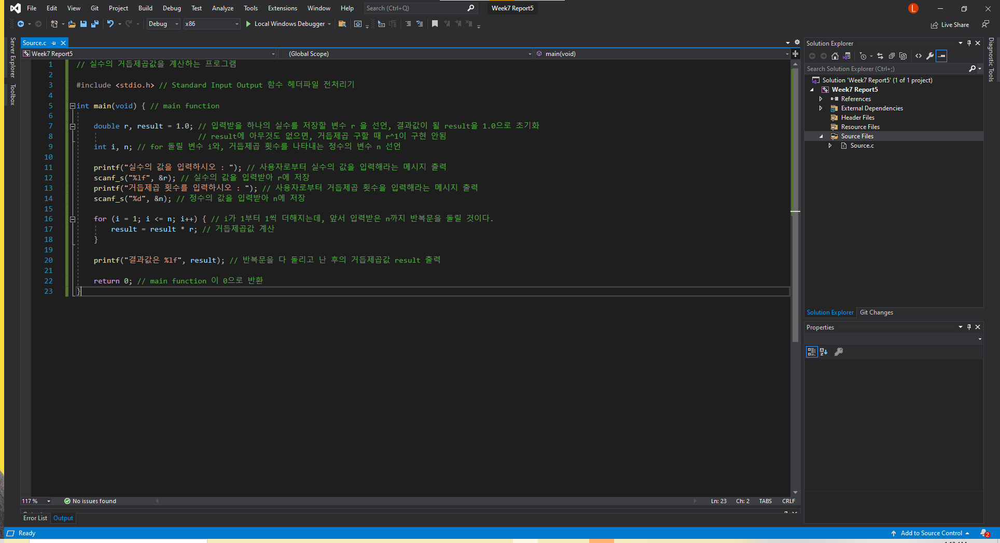 File Edit View Git Project Build Debug Test Analyze Tools Extensions Window Help Search (Ctrl+Q) Week7 Report5 L
Debug x86 Local Windows Debugger Live Share
Server Explorer
Toolbox
Source.c
Week7 Report5 (Global Scope) main(void)
1 // 실수의 거듭제곱값을 계산하는 프로그램
2
3 #include <stdio.h> // Standard Input Output 함수 헤더파일 전처리기
4
5 int main(void) { // main function
6
7 double r, result = 1.0; // 입력받을 하나의 실수를 저장할 변수 r 을 선언, 결과값이 될 result을 1.0으로 초기화
8 // result에 아무것도 없으면, 거듭제곱 구할 때 r^1이 구현 안됨
9 int i, n; // for 돌릴 변수 i와, 거듭제곱 횟수를 나타내는 정수의 변수 n 선언
10
11 printf("실수의 값을 입력하시오 : "); // 사용자로부터 실수의 값을 입력해라는 메시지 출력
12 scanf_s("%lf", &r); // 실수의 값을 입력받아 r에 저장
13 printf("거듭제곱 횟수를 입력하시오 : "); // 사용자로부터 거듭제곱 횟수을 입력해라는 메시지 출력
14 scanf_s("%d", &n); // 정수의 값을 입력받아 n에 저장
15
16 for (i = 1; i <= n; i++) { // i가 1부터 1씩 더해지는데, 앞서 입력받은 n까지 반복문을 돌릴 것이다.
17 result = result * r; // 거듭제곱값 계산
18 }
19
20 printf("결과값은 %lf", result); // 반복문을 다 돌리고 난 후의 거듭제곱값 result 출력
21
22 return 0; // main function 이 0으로 반환
23 }
117 % No issues found Ln: 23 Ch: 2 TABS CRLF
Error List Output
Solution Explorer
Search Solution Explorer (Ctrl+;)
Solution 'Week7 Report5' (1 of 1 project)
Week7 Report5
References
External Dependencies
Header Files
Resource Files
Source Files
Source.c
Solution Explorer Git Changes
Properties
Diagnostic Tools
Ready Add to Source Control 2